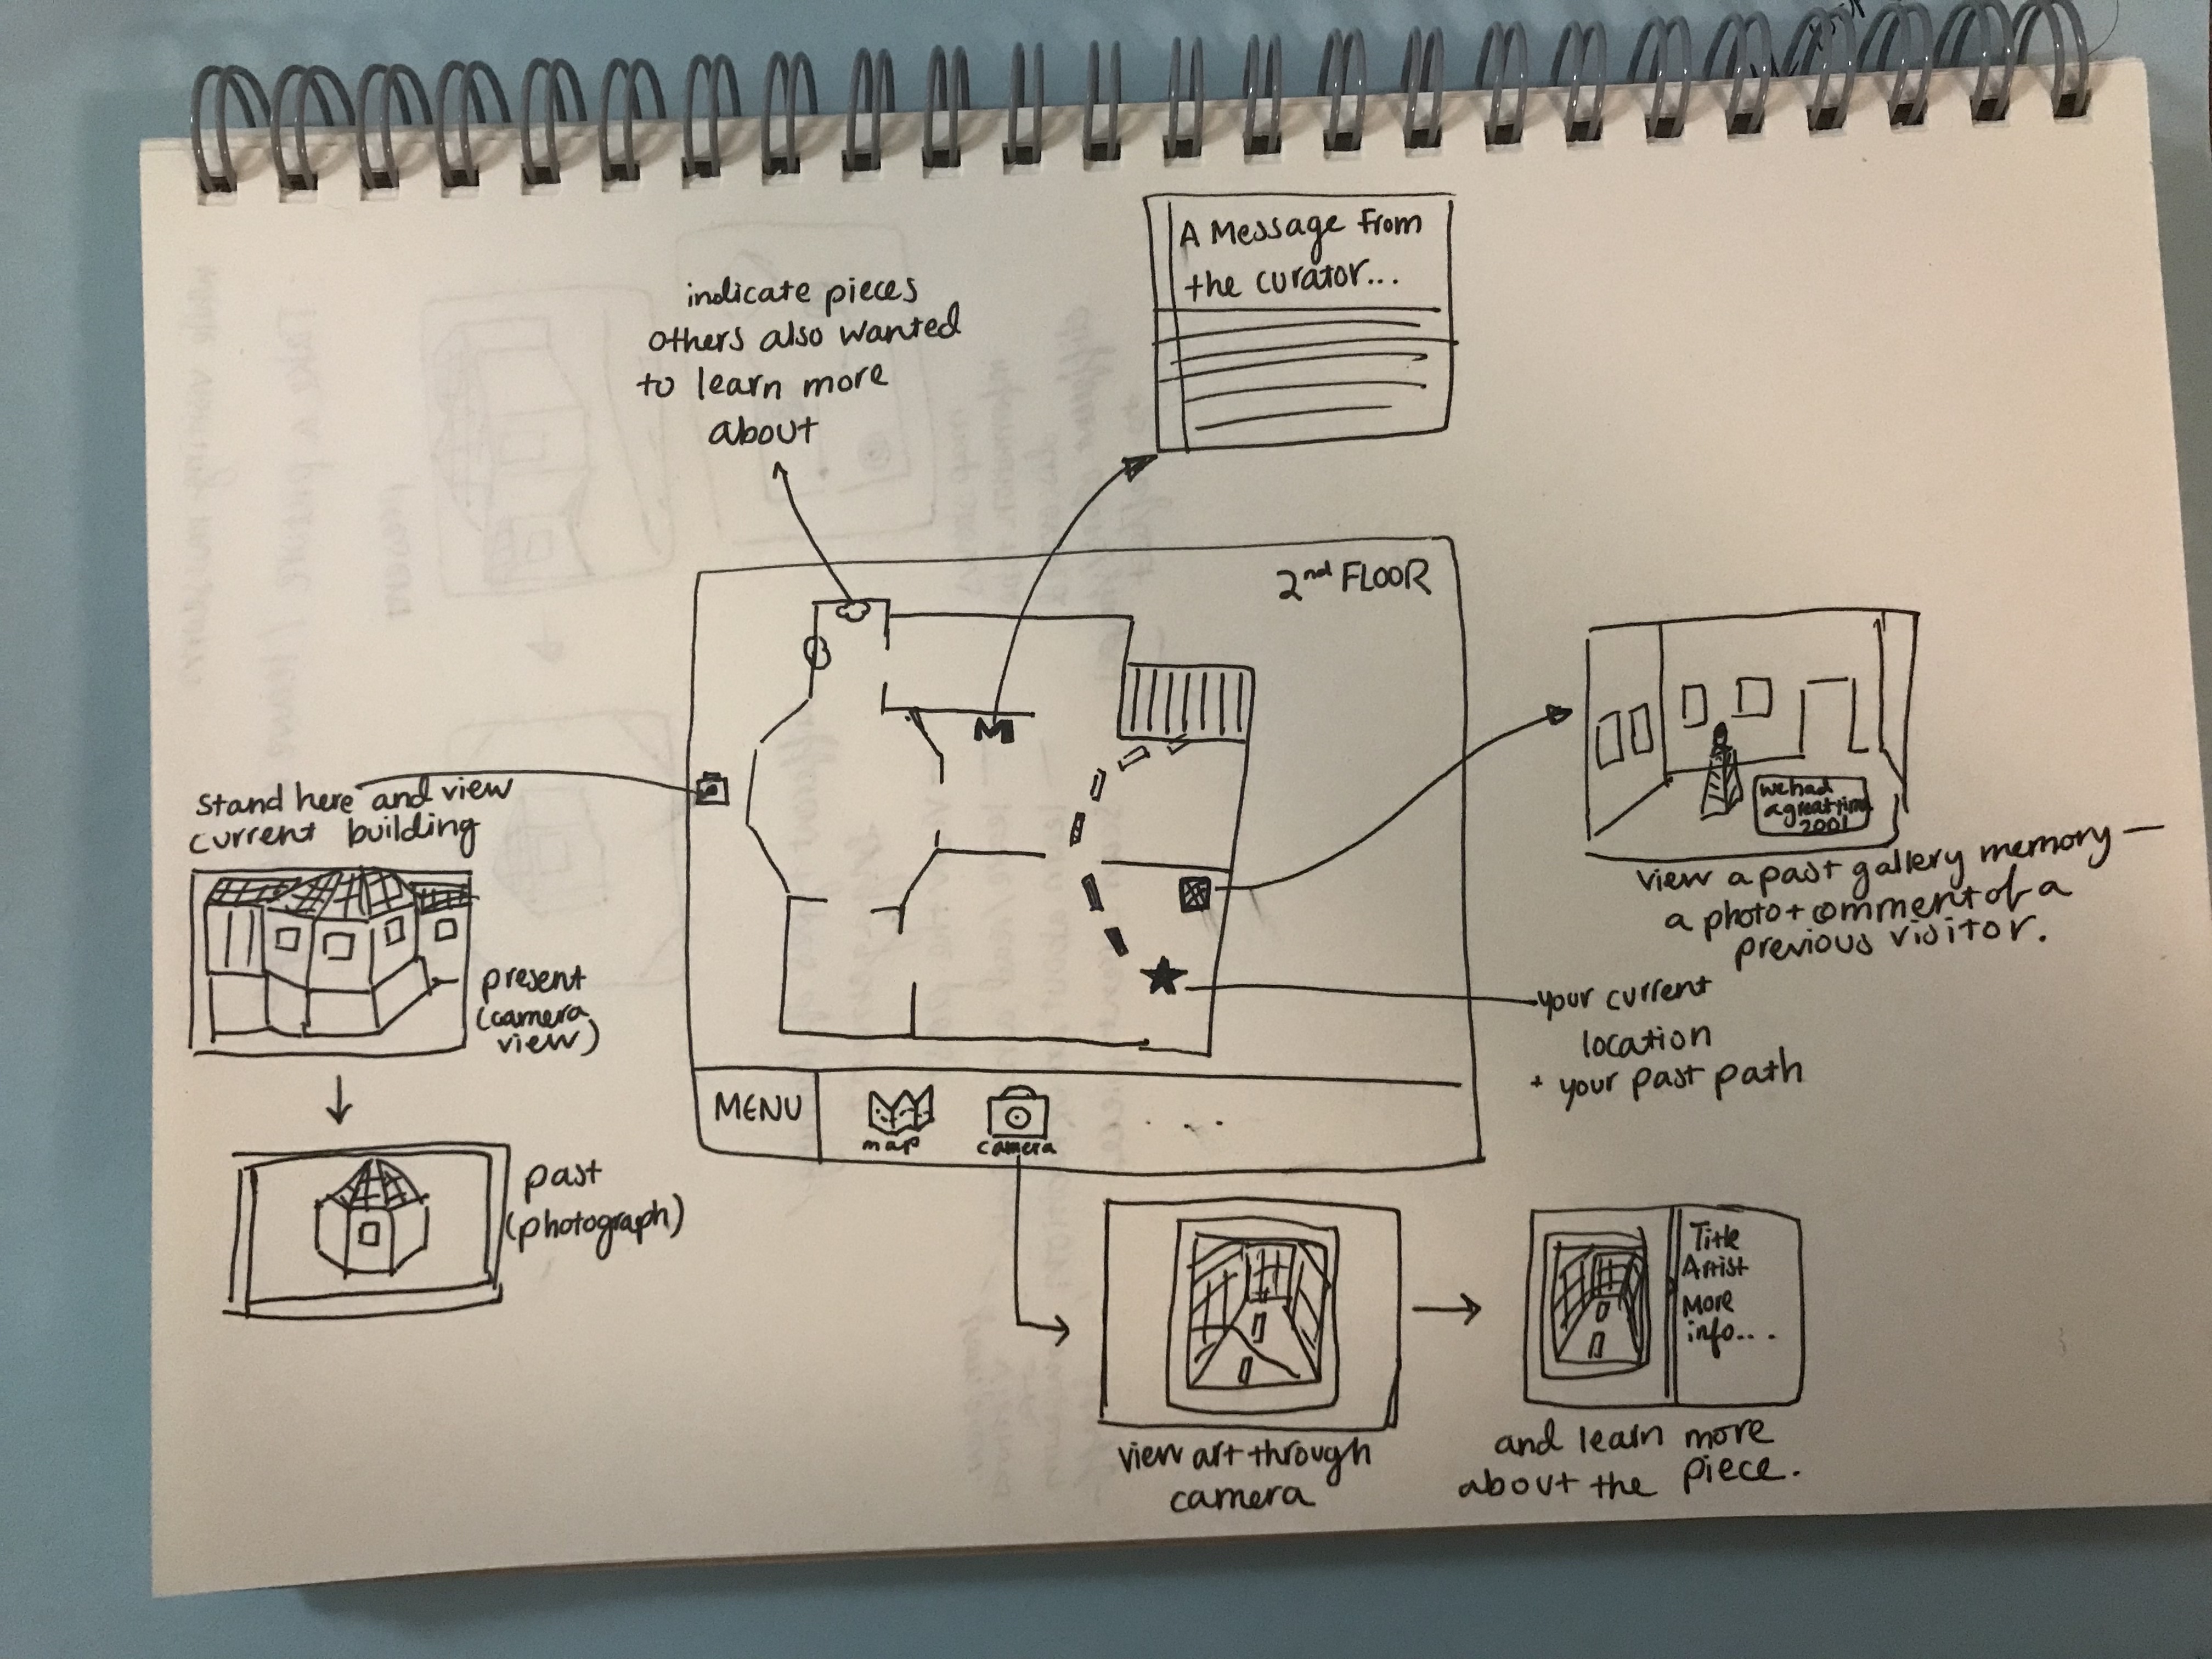 A Message From
the curator...
indicate pieces
others also wanted
to learn more
about
2nd FLOOR
M
Stand here and view
current building
present
(camera
view)
past
(photograph)
we had
a great time
2001
view a past gallery memory —
a photo + comment of a
previous visitor.
your current
location
+ your past path
MENU
map
camera
...
view art through
camera
Title
Artist
More
info...
and learn more
about the piece.